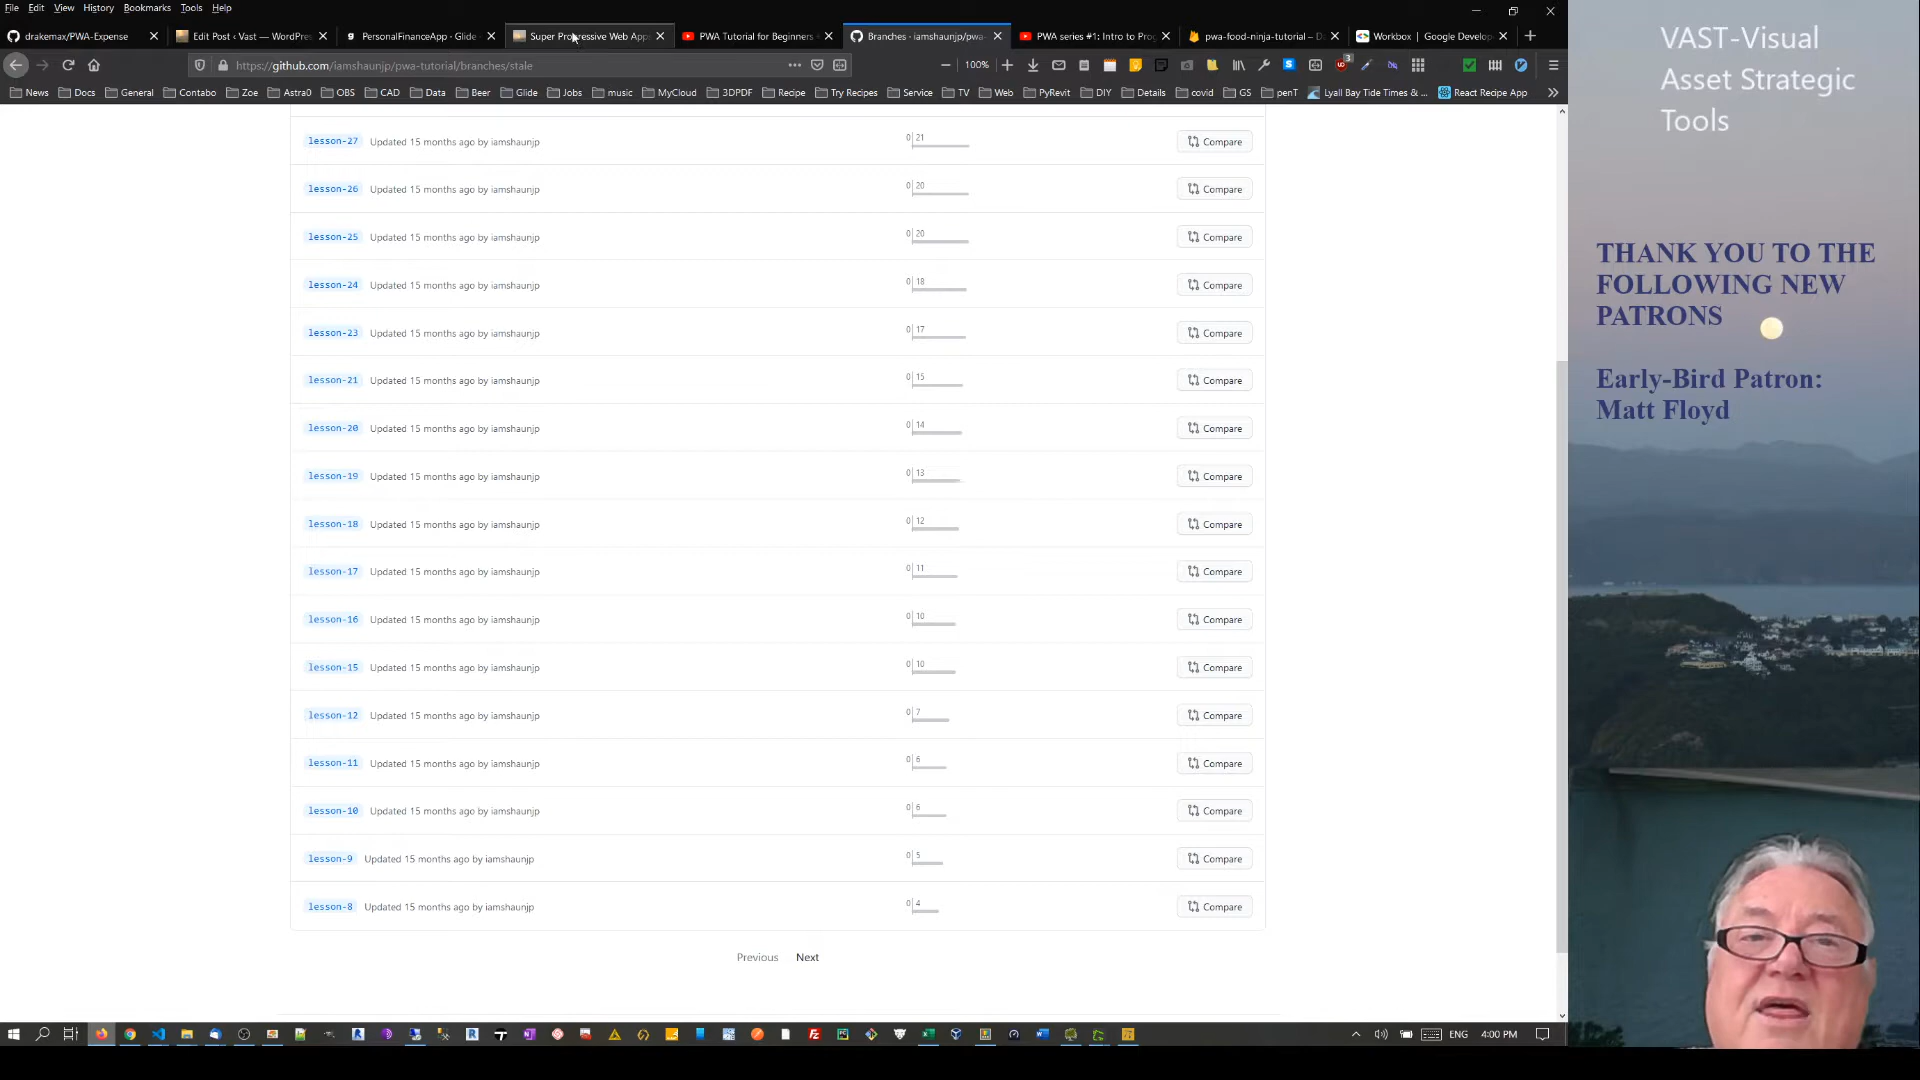 File Edit View History Bookmarks Tools Help
drakemax/PWA-Expense Edit Post ‹ Vast — WordPres PersonalFinanceApp - Glide Super Progressive Web Apps PWA Tutorial for Beginners Branches · iamshaunjp/pwa- PWA series #1: Intro to Prog pwa-food-ninja-tutorial – Da Workbox | Google Develop
https://github.com/iamshaunjp/pwa-tutorial/branches/stale 100% 3
News Docs General Contabo Zoe Astra0 OBS CAD Data Beer Glide Jobs music MyCloud 3DPDF Recipe Try Recipes Service TV Web PyRevit DIY Details covid GS penT Lyall Bay Tide Times &... React Recipe App
lesson-27 Updated 15 months ago by iamshaunjp 0 21 Compare
lesson-26 Updated 15 months ago by iamshaunjp 0 20 Compare
lesson-25 Updated 15 months ago by iamshaunjp 0 20 Compare
lesson-24 Updated 15 months ago by iamshaunjp 0 18 Compare
lesson-23 Updated 15 months ago by iamshaunjp 0 17 Compare
lesson-21 Updated 15 months ago by iamshaunjp 0 15 Compare
lesson-20 Updated 15 months ago by iamshaunjp 0 14 Compare
lesson-19 Updated 15 months ago by iamshaunjp 0 13 Compare
lesson-18 Updated 15 months ago by iamshaunjp 0 12 Compare
lesson-17 Updated 15 months ago by iamshaunjp 0 11 Compare
lesson-16 Updated 15 months ago by iamshaunjp 0 10 Compare
lesson-15 Updated 15 months ago by iamshaunjp 0 10 Compare
lesson-12 Updated 15 months ago by iamshaunjp 0 7 Compare
lesson-11 Updated 15 months ago by iamshaunjp 0 6 Compare
lesson-10 Updated 15 months ago by iamshaunjp 0 6 Compare
lesson-9 Updated 15 months ago by iamshaunjp 0 5 Compare
lesson-8 Updated 15 months ago by iamshaunjp 0 4 Compare
Previous Next
ENG 4:00 PM
VAST-Visual
Asset Strategic
Tools
THANK YOU TO THE
FOLLOWING NEW
PATRONS
Early-Bird Patron:
Matt Floyd